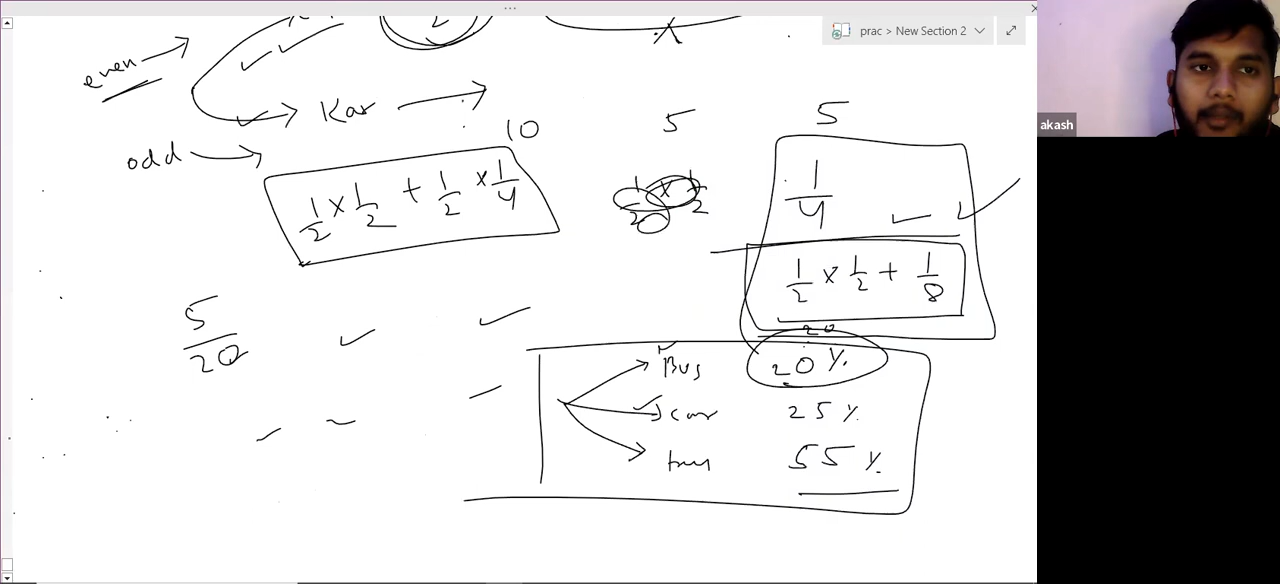 prac > New Section 2
even →
→ Kar →
akash
10 5 5
odd →
1/2 × 1/2 + 1/2 × 1/4
1/4
1/2 × 1/2 + 1/8
5/20
20
Bus 20 %.
car 25 %.
55 %.